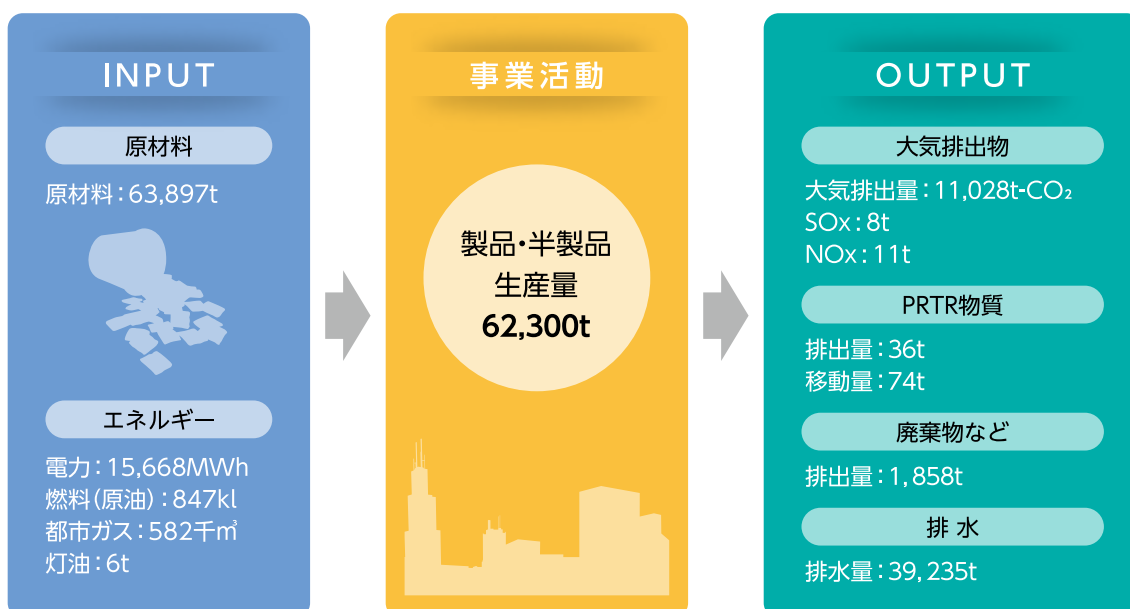 INPUT
原材料
原材料：63,897t
エネルギー
電力：15,668MWh
燃料（原油）：847kl
都市ガス：582千㎥
灯油：6t
事業活動
製品・半製品
生産量
62,300t
OUTPUT
大気排出物
大気排出量：11,028t-CO₂
SOx：8t
NOx：11t
PRTR物質
排出量：36t
移動量：74t
廃棄物など
排出量：1,858t
排 水
排水量：39,235t